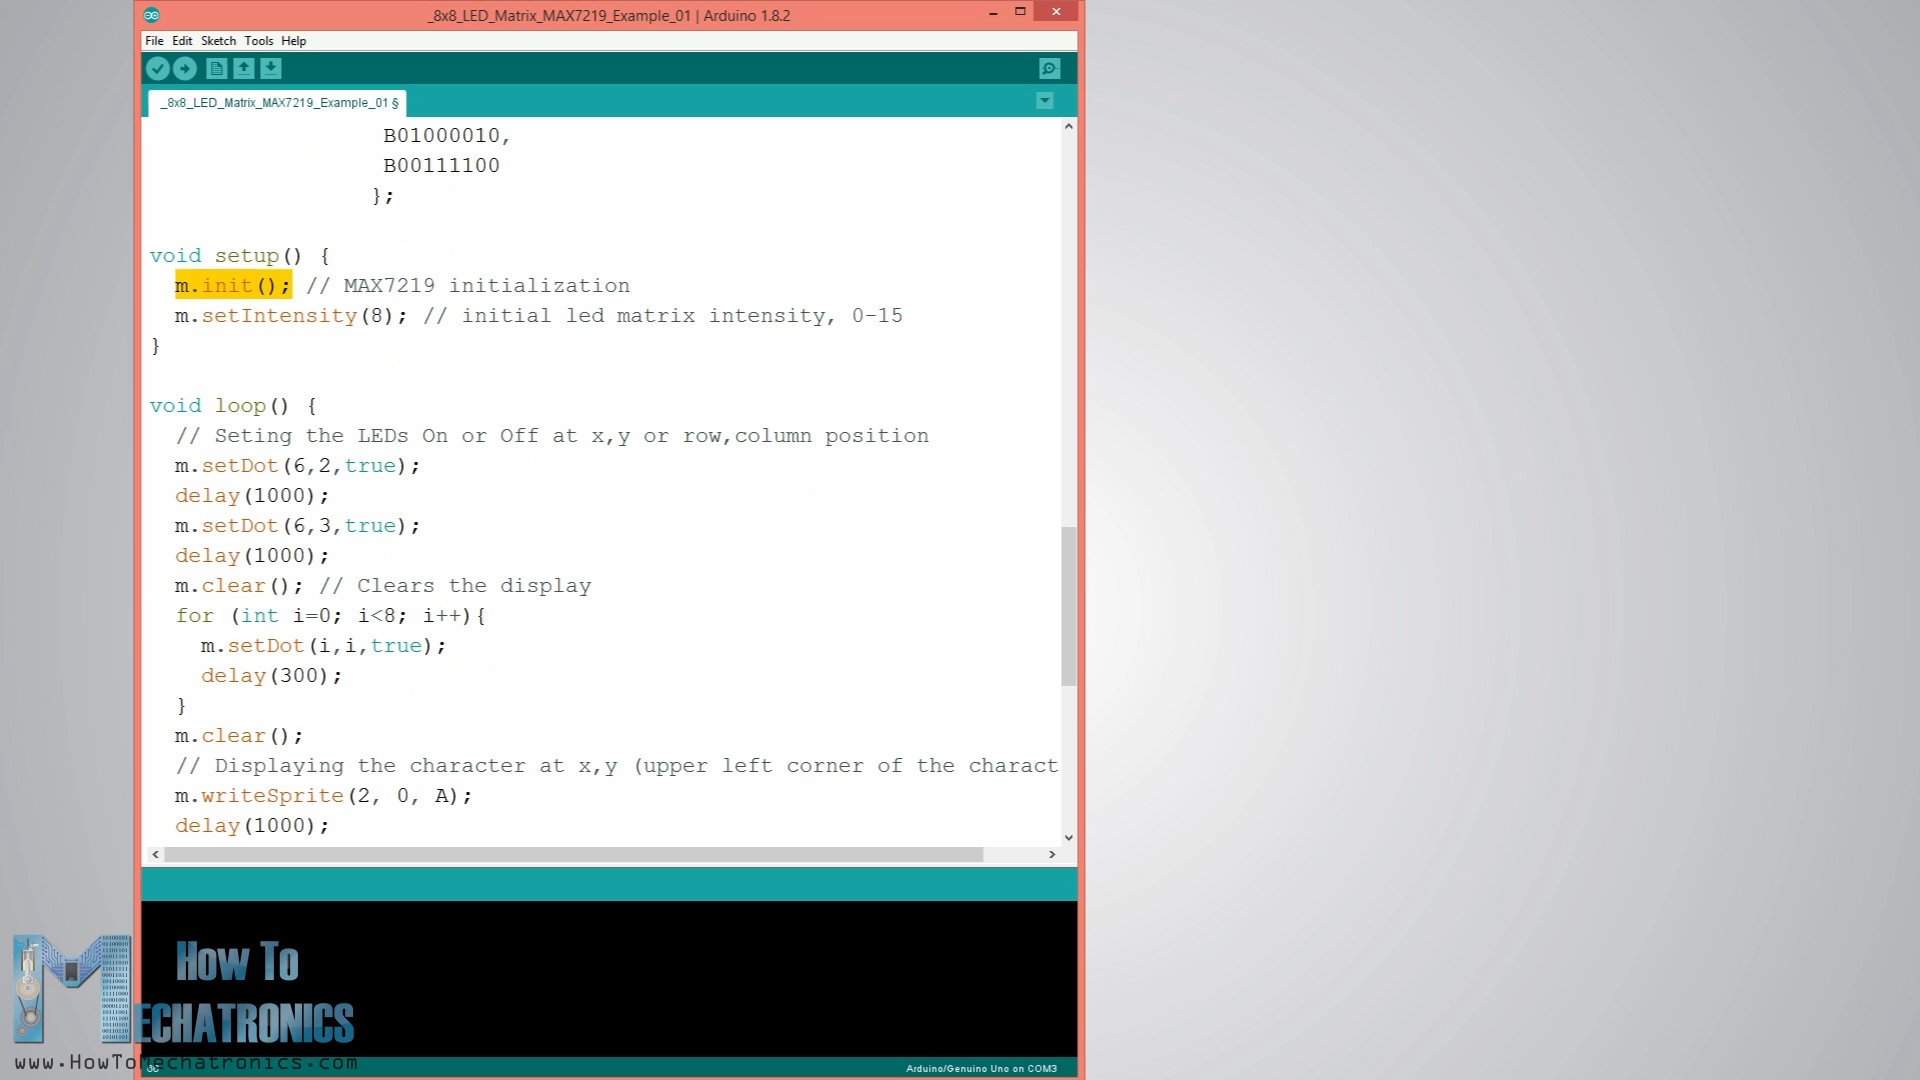 _8x8_LED_Matrix_MAX7219_Example_01 | Arduino 1.8.2
File Edit Sketch Tools Help
_8x8_LED_Matrix_MAX7219_Example_01 §
B01000010,
B00111100
};
void setup() {
m.init(); // MAX7219 initialization
m.setIntensity(8); // initial led matrix intensity, 0-15
}
void loop() {
// Seting the LEDs On or Off at x,y or row,column position
m.setDot(6,2,true);
delay(1000);
m.setDot(6,3,true);
delay(1000);
m.clear(); // Clears the display
for (int i=0; i<8; i++){
m.setDot(i,i,true);
delay(300);
}
m.clear();
// Displaying the character at x,y (upper left corner of the charact
m.writeSprite(2, 0, A);
delay(1000);
How To
MECHATRONICS
www.HowToMechatronics.com
Arduino/Genuino Uno on COM3